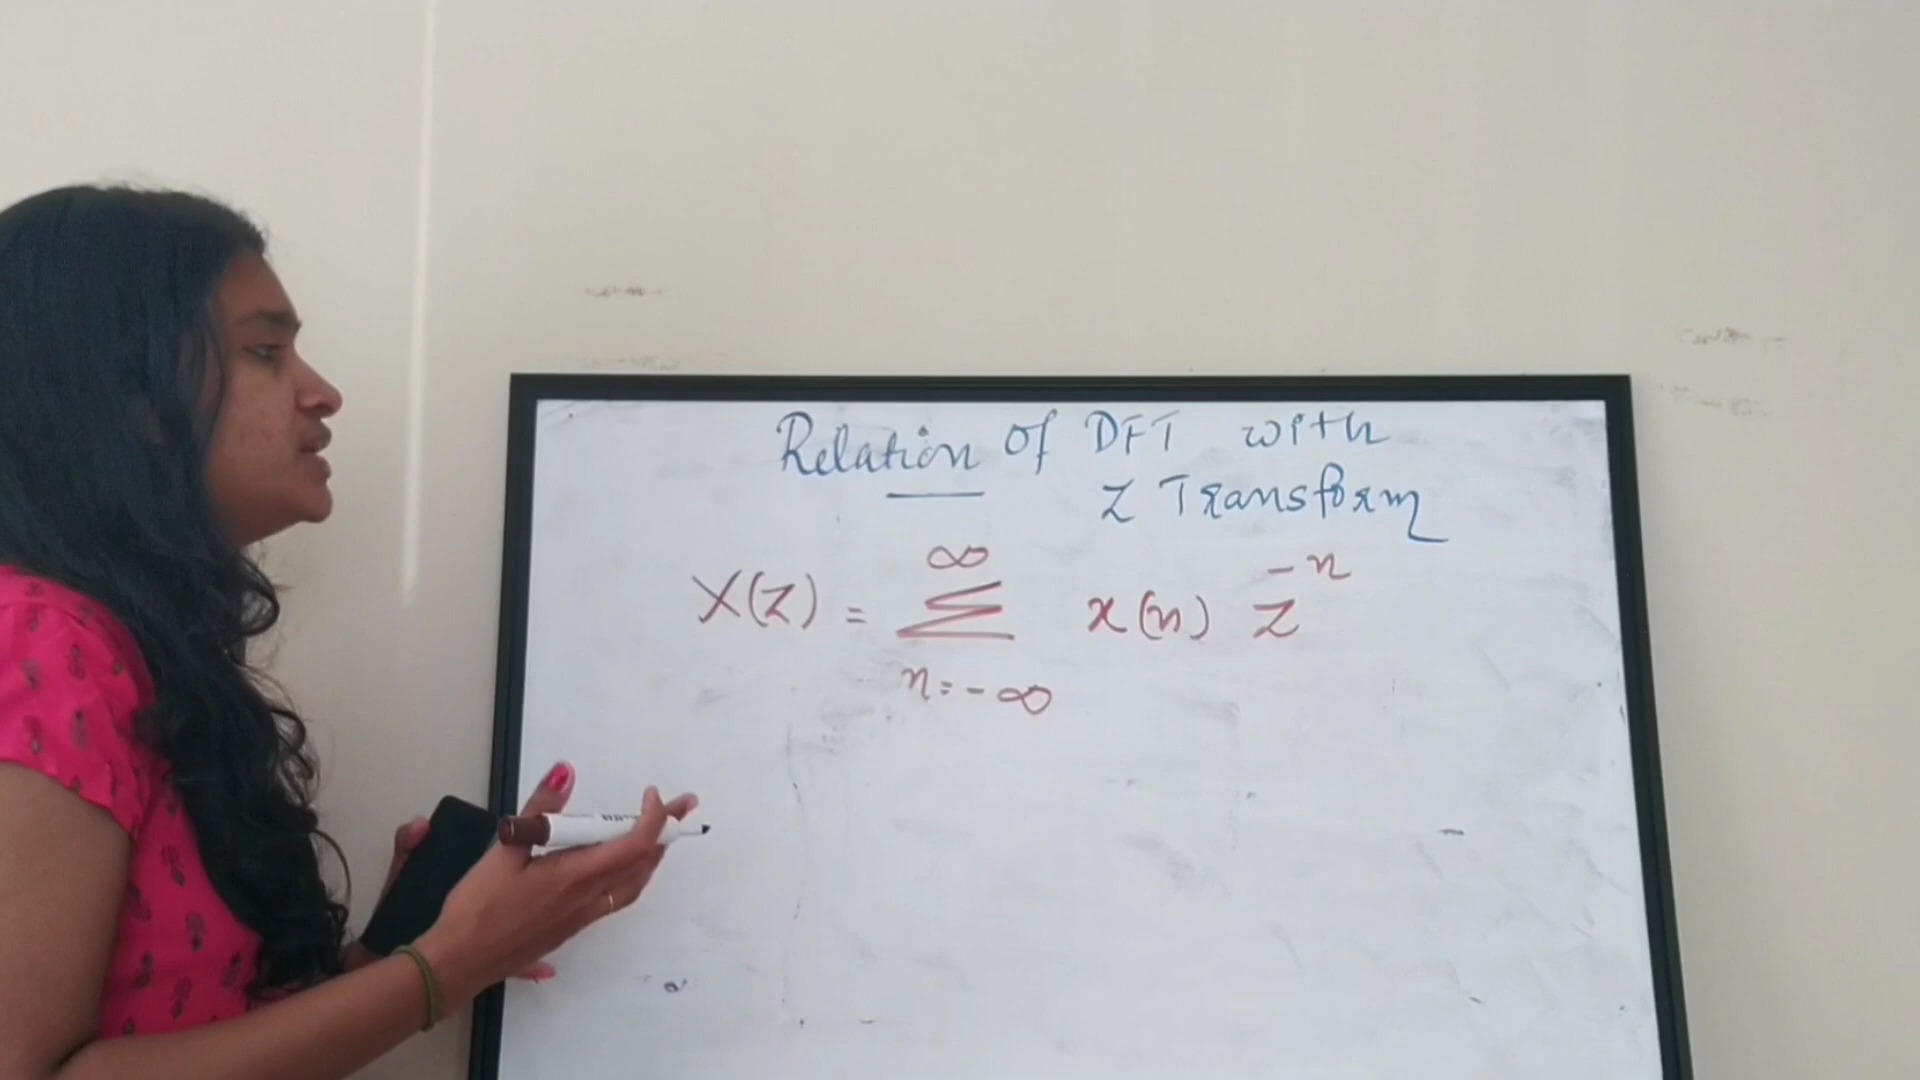 Relation Of DFT with
Z Transform
X(Z) = ∞ Σ n=-∞ x(n) z^-n